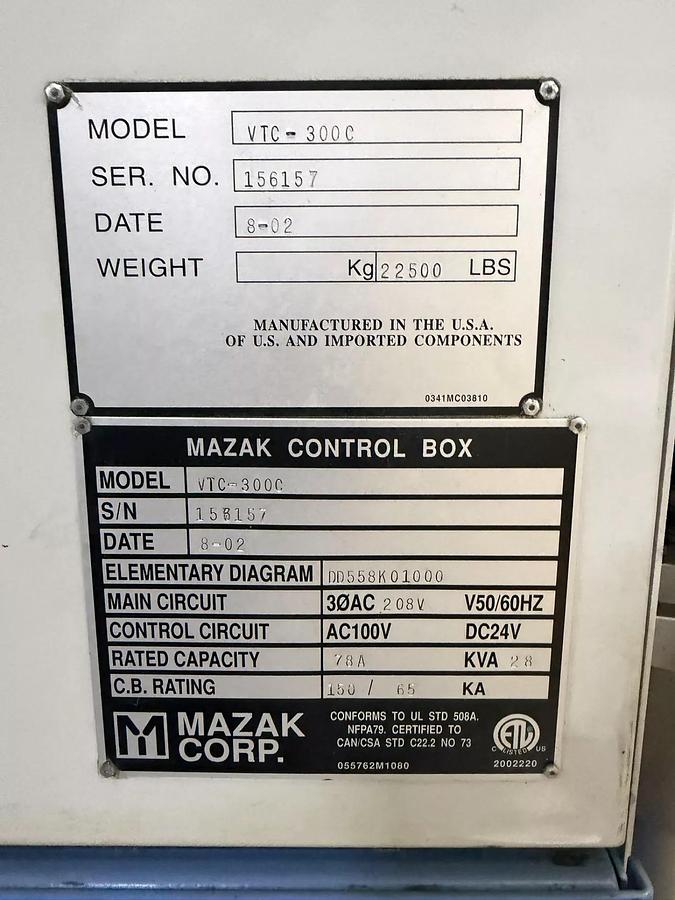 MODEL VTC-300C
SER. NO. 156157
DATE 8-02
WEIGHT Kg 22500 LBS
MANUFACTURED IN THE U.S.A.
OF U.S. AND IMPORTED COMPONENTS
0341MC03810
MAZAK CONTROL BOX
MODEL VTC-300C
S/N 156157
DATE 8-02
ELEMENTARY DIAGRAM DD558K01000
MAIN CIRCUIT 3ØAC 208V V50/60HZ
CONTROL CIRCUIT AC100V DC24V
RATED CAPACITY 78A KVA 28
C.B. RATING 150 / 65 KA
MAZAK CORP.
CONFORMS TO UL STD 508A.
NFPA79. CERTIFIED TO
CAN/CSA STD C22.2 NO 73
055762M1080
ETL
C LISTED US
2002220